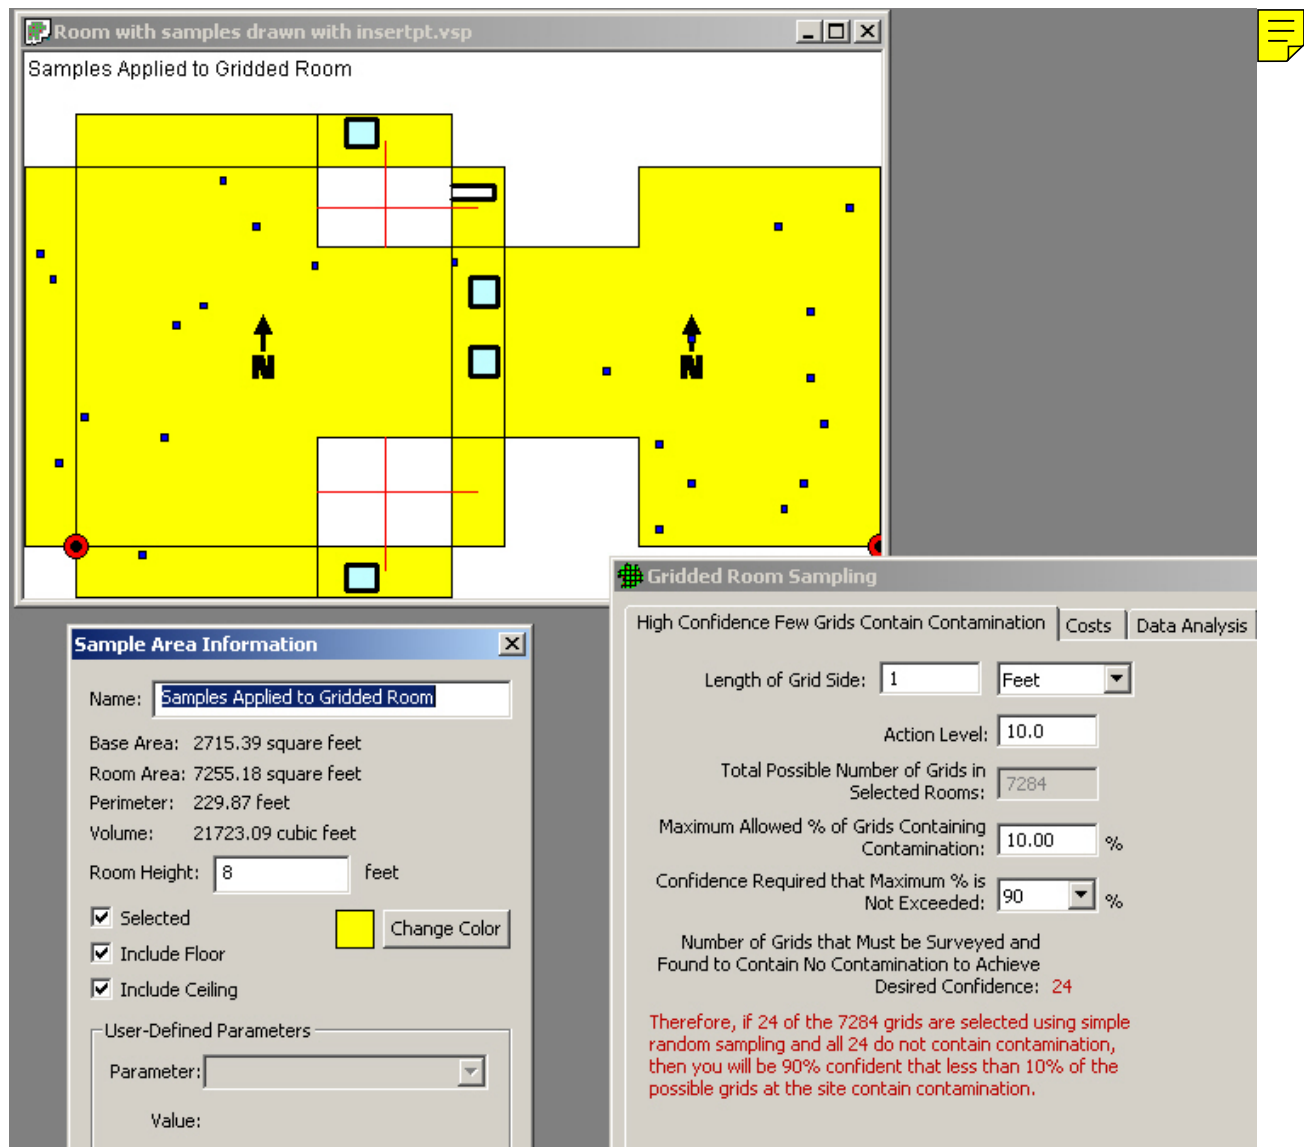 Room with samples drawn with insertpt.vsp
Samples Applied to Gridded Room
N
N
Sample Area Information
Name: Samples Applied to Gridded Room
Base Area: 2715.39 square feet
Room Area: 7255.18 square feet
Perimeter: 229.87 feet
Volume: 21723.09 cubic feet
Room Height: 8 feet
Selected
Change Color
Include Floor
Include Ceiling
User-Defined Parameters
Parameter:
Value:
Gridded Room Sampling
High Confidence Few Grids Contain Contamination
Costs
Data Analysis
Length of Grid Side: 1 Feet
Action Level: 10.0
Total Possible Number of Grids in
Selected Rooms: 7284
Maximum Allowed % of Grids Containing
Contamination: 10.00 %
Confidence Required that Maximum % is
Not Exceeded: 90 %
Number of Grids that Must be Surveyed and
Found to Contain No Contamination to Achieve
Desired Confidence: 24
Therefore, if 24 of the 7284 grids are selected using simple
random sampling and all 24 do not contain contamination,
then you will be 90% confident that less than 10% of the
possible grids at the site contain contamination.